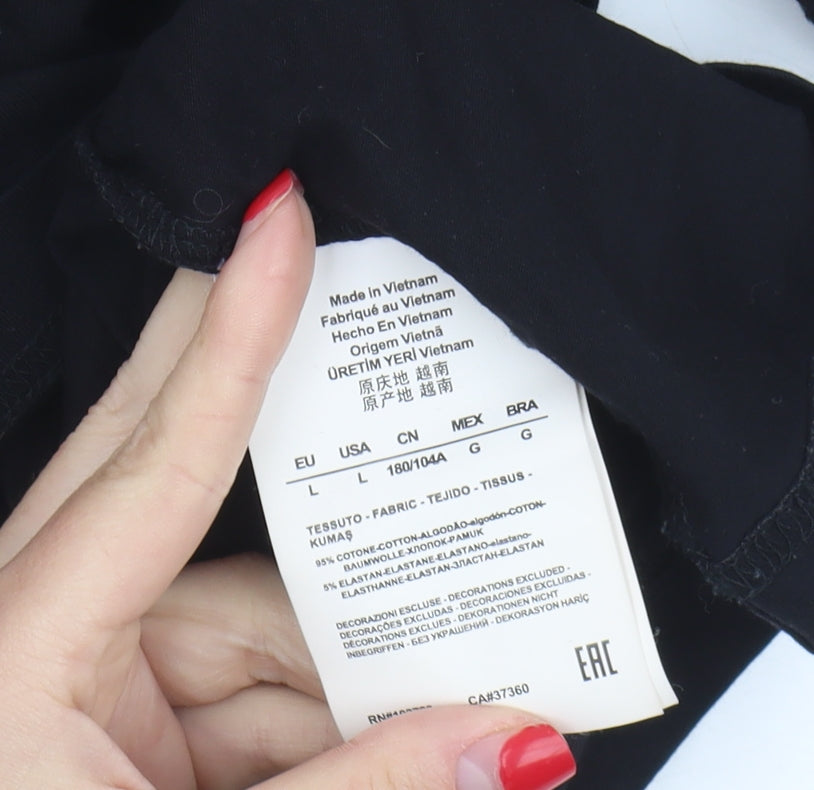 Made in Vietnam
Fabriqué au Vietnam
Hecho En Vietnam
Origem Vietnã
ÜRETİM YERİ Vietnam
原庆地 越南
原产地 越南
EU USA CN MEX BRA
L L 180/104A G G
TESSUTO - FABRIC - TEJIDO - TISSUS -
KUMAŞ
95% COTONE-COTTON-ALGODÃO-algodón-COTON-
BAUMWOLLE-ХЛОПОК-PAMUK
5% ELASTAN-ELASTANE-ELASTANO-elastano-
ELASTHANNE-ELASTAN-ЭЛАСТАН-ELASTAN
DECORAZIONI ESCLUSE - DECORATIONS EXCLUDED -
DECORAÇÕES EXCLUÍDAS - DECORACIONES EXCLUIDAS -
DÉCORATIONS EXCLUES - DEKORATIONEN NICHT
INBEGRIFFEN - БЕЗ УКРАШЕНИЙ - DEKORASYON HARİÇ
EAC
CA#37360